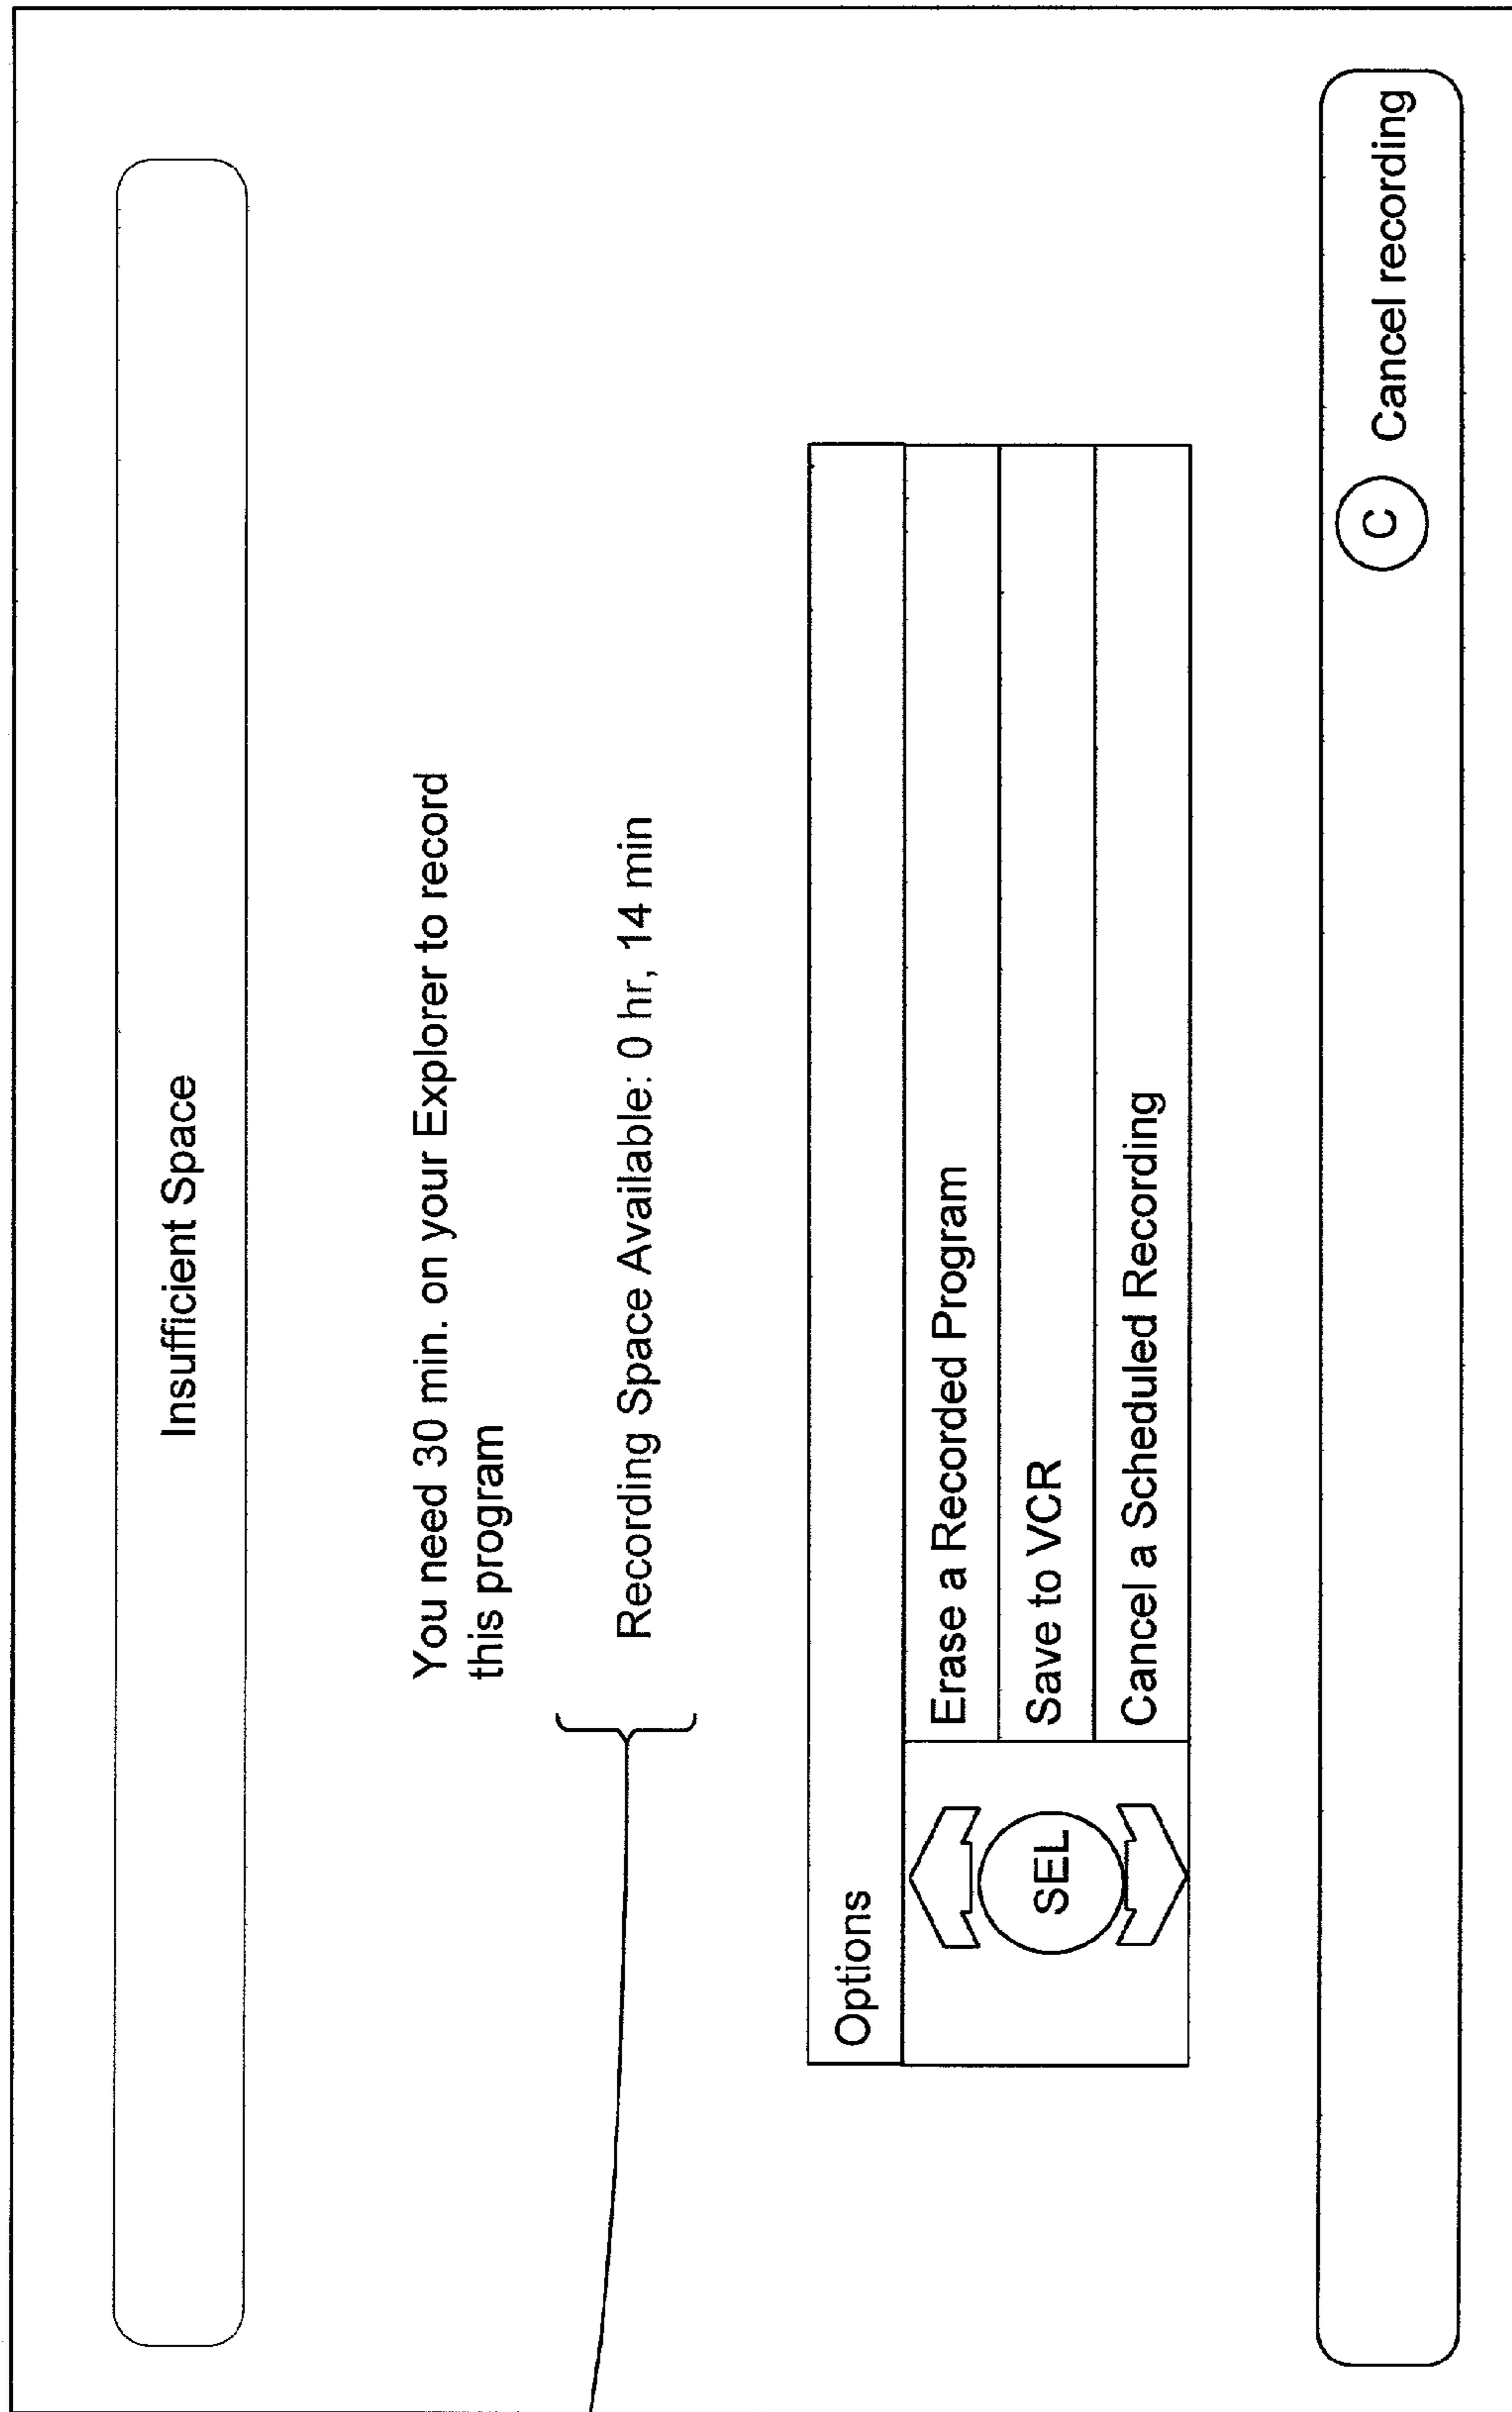 Insufficient Space
You need 30 min. on your Explorer to record
this program
Recording Space Available: 0 hr, 14 min
Options
SEL
Erase a Recorded Program
Save to VCR
Cancel a Scheduled Recording
C Cancel recording